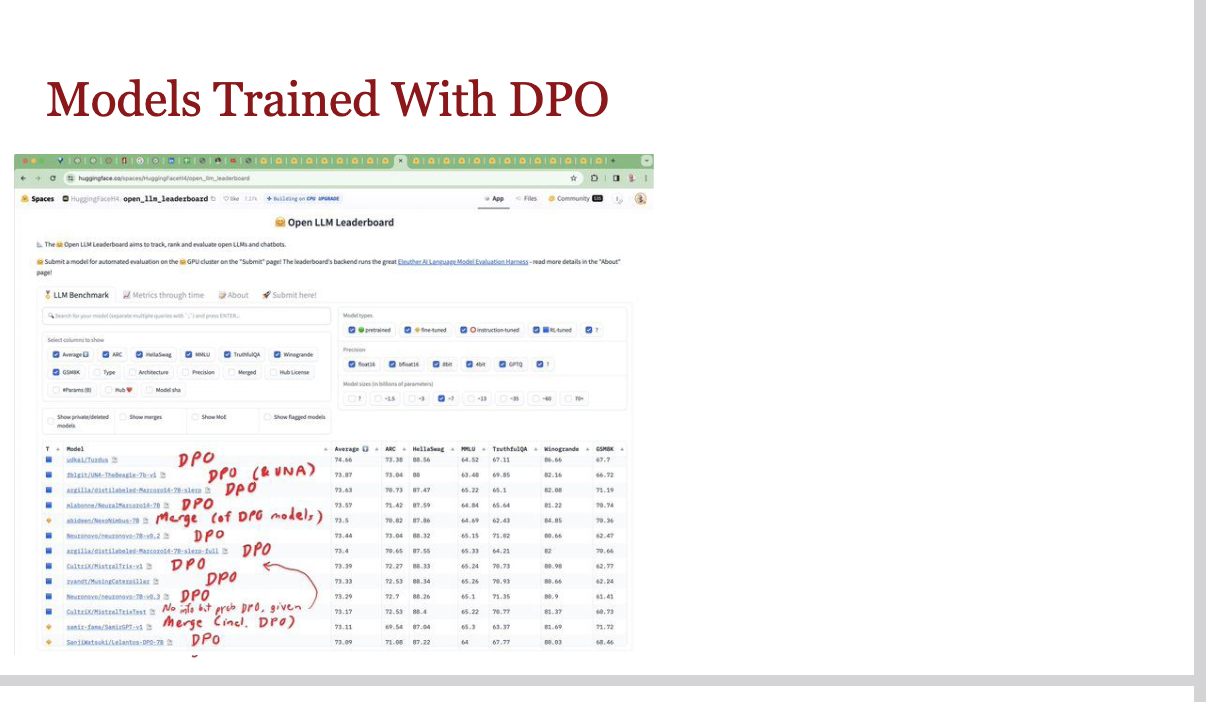 Models Trained With DPO
huggingface.co/spaces/HuggingFaceH4/open_llm_leaderboard
Spaces HuggingFaceH4 open_llm_leaderboard like 7.17k Building on CPU UPGRADE App Files Community
Open LLM Leaderboard
The Open LLM Leaderboard aims to track, rank and evaluate open LLMs and chatbots.
Submit a model for automated evaluation on the GPU cluster on the "Submit" page! The leaderboard's backend runs the great Eleuther AI Language Model Evaluation Harness - read more details in the "About"
page!
LLM Benchmark Metrics through time About Submit here!
Search for your model (separate multiple queries with `;`) and press ENTER...
Model types
pretrained fine-tuned instruction-tuned RL-tuned ?
Select columns to show
Average ARC HellaSwag MMLU TruthfulQA Winogrande
GSM8K Type Architecture Precision Merged Hub License
#Params (B) Hub Model sha
Precision
float16 bfloat16 8bit 4bit GPTQ ?
Model sizes (in billions of parameters)
? ~1.5 ~3 ~7 ~13 ~35 ~60 70+
Show private/deleted models Show merges Show MoE Show flagged models
T Model Average ARC HellaSwag MMLU TruthfulQA Winogrande GSM8K
udkai/Turdus DPO 74.66 73.38 88.56 64.52 67.11 86.66 67.7
fblgit/UNA-TheBeagle-7b-v1 DPO (& UNA) 73.87 73.04 88 63.48 69.85 82.16 66.72
argilla/distilabeled-Marcoro14-7B-slerp DPO 73.63 70.73 87.47 65.22 65.1 82.08 71.19
mlabonne/NeuralMarcoro14-7B DPO 73.57 71.42 87.59 64.84 65.64 81.22 70.74
abideen/NexoNimbus-7B Merge (of DPO models) 73.5 70.82 87.86 64.69 62.43 84.85 70.36
Neuronovo/neuronovo-7B-v0.2 DPO 73.44 73.04 88.32 65.15 71.02 80.66 62.47
argilla/distilabeled-Marcoro14-7B-slerp-full DPO 73.4 70.65 87.55 65.33 64.21 82 70.66
CultriX/MistralTrix-v1 DPO 73.39 72.27 88.33 65.24 70.73 80.98 62.77
ryandt/MusingCaterpillar DPO 73.33 72.53 88.34 65.26 70.93 80.66 62.24
Neuronovo/neuronovo-7B-v0.3 DPO 73.29 72.7 88.26 65.1 71.35 80.9 61.41
CultriX/MistralTrixTest No info but prob DPO, given 73.17 72.53 88.4 65.22 70.77 81.37 60.73
samir-fama/SamirGPT-v1 Merge (incl. DPO) 73.11 69.54 87.04 65.3 63.37 81.69 71.72
SanjiWatsuki/Lelantos-DPO-7B DPO 73.09 71.08 87.22 64 67.77 80.03 68.46